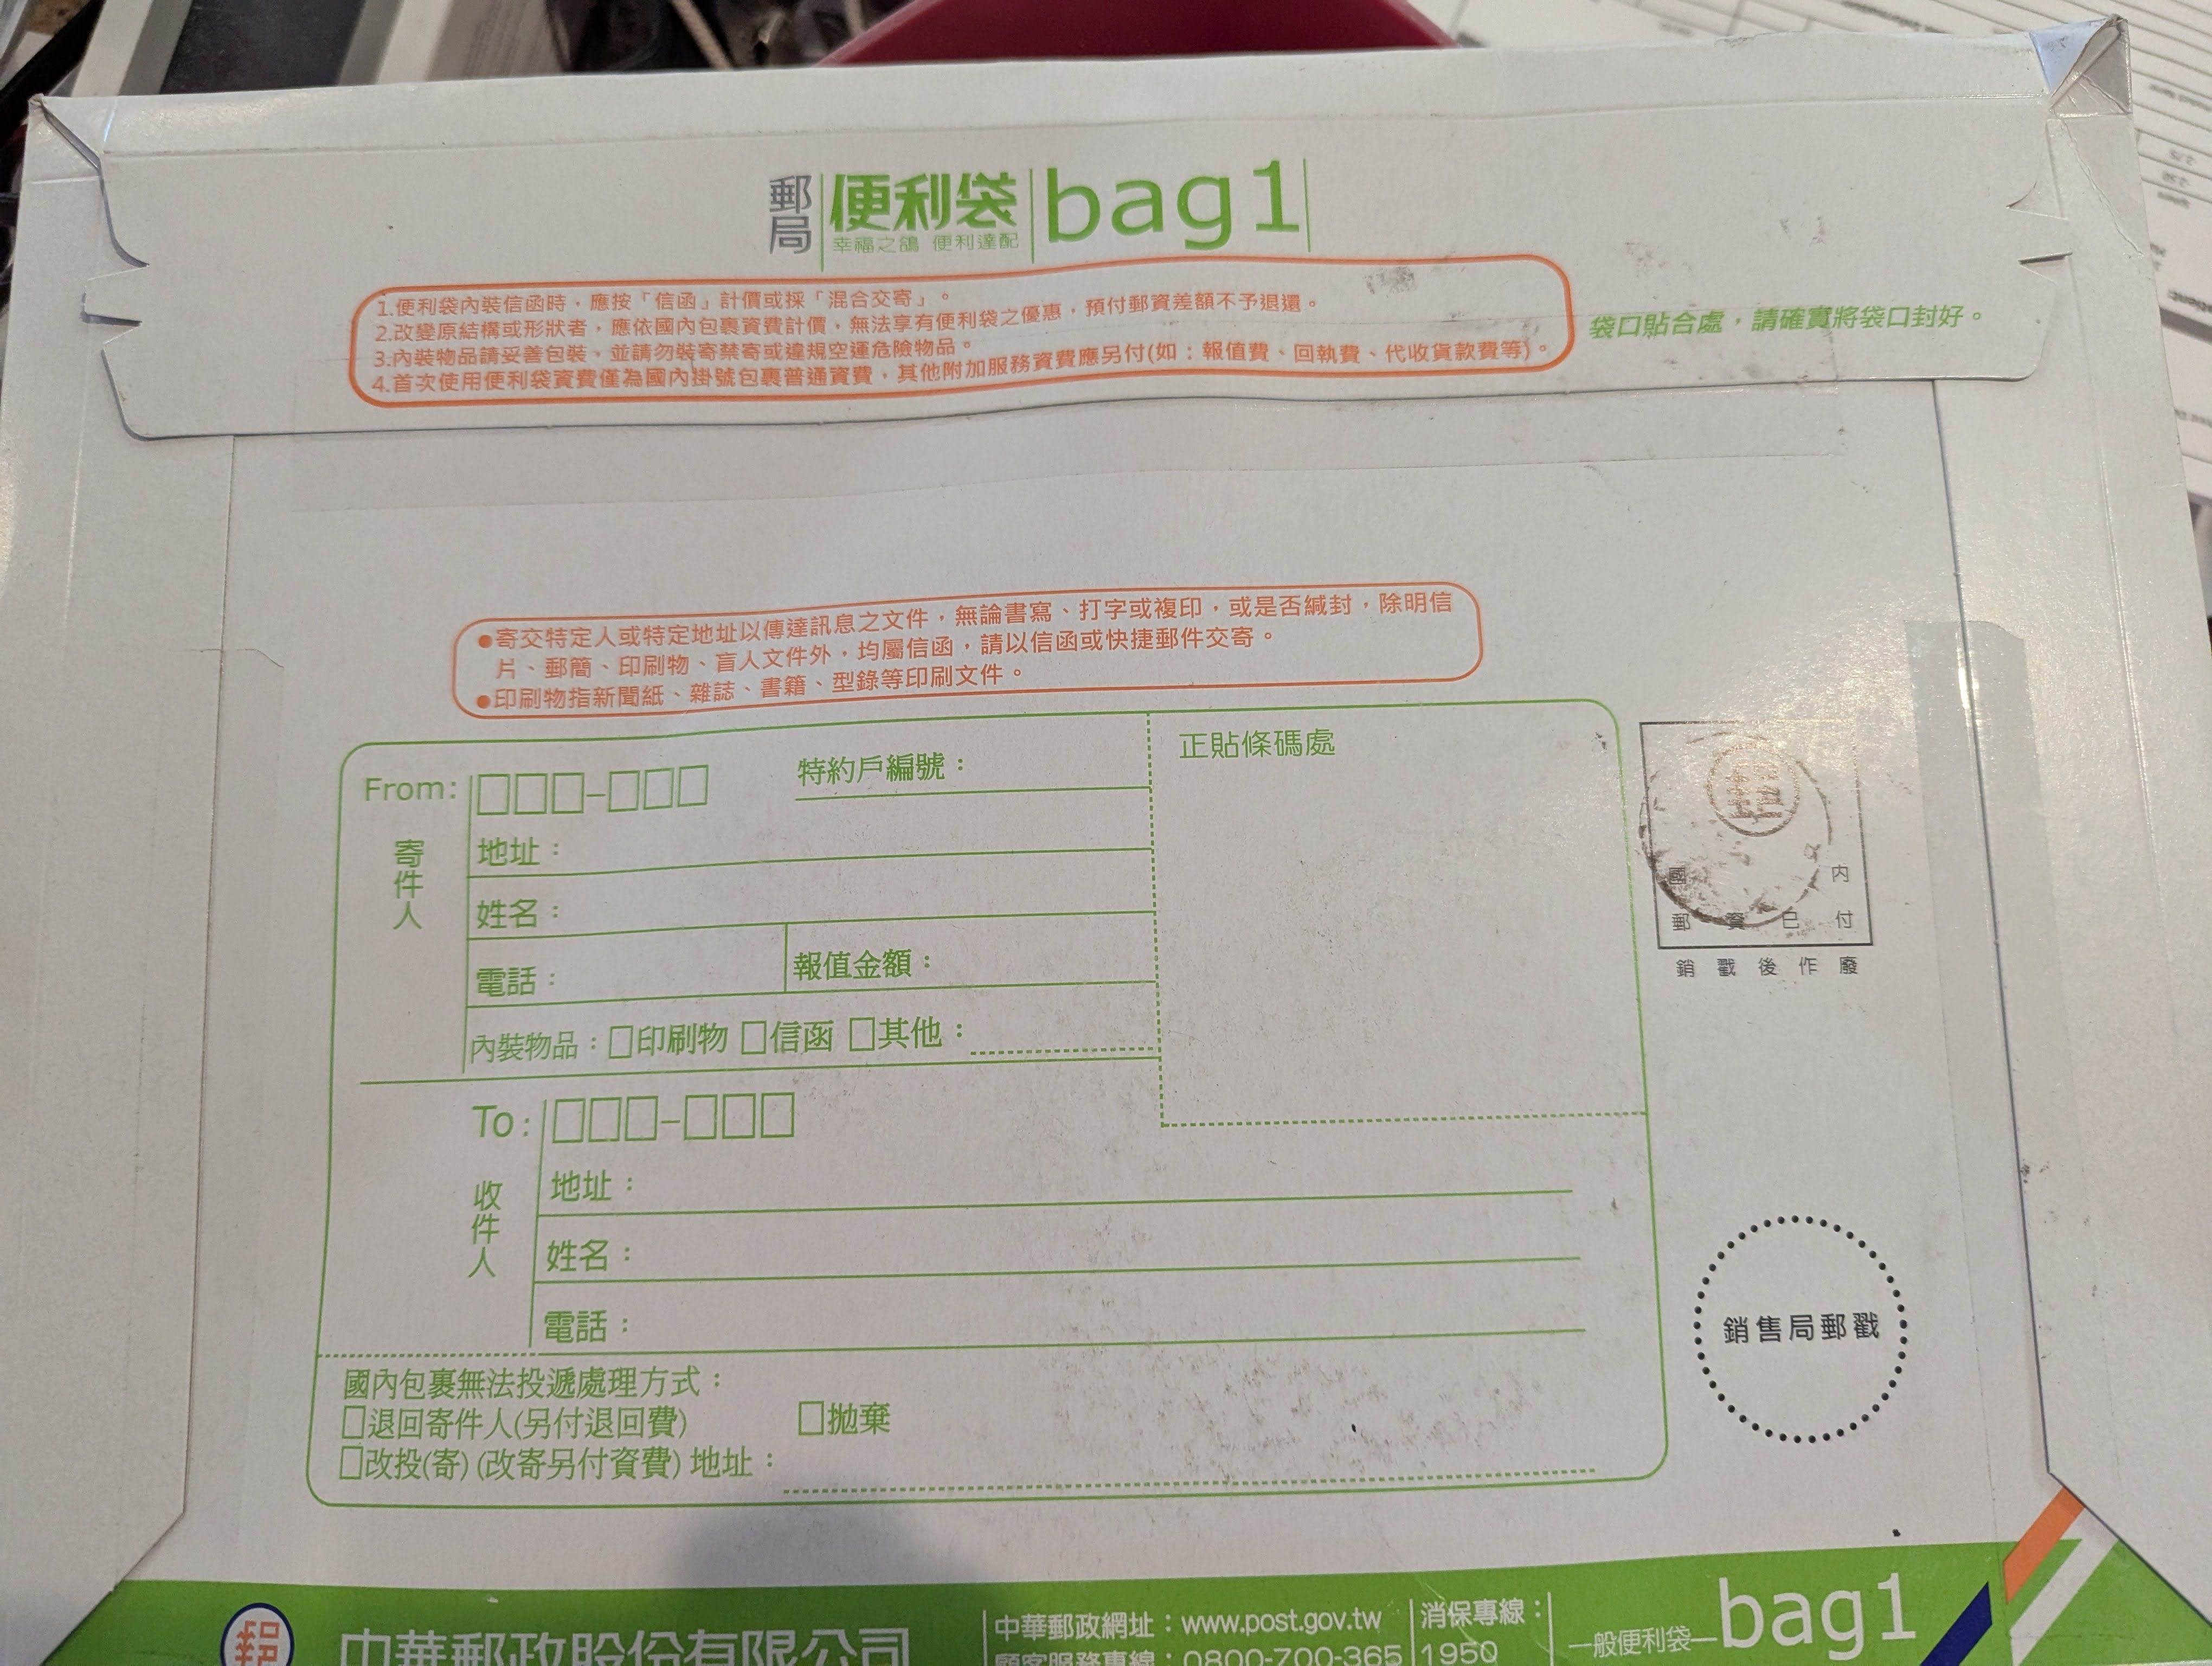 郵局 便利袋 bag1
幸福之鴿 便利達配
1.便利袋內裝信函時,應按「信函」計價或採「混合交寄」。
2.改變原結構或形狀者,應依國內包裹資費計價,無法享有便利袋之優惠,預付郵資差額不予退還。
3.內裝物品請妥善包裝,並請勿裝寄禁寄或違規空運危險物品。
4.首次使用便利袋資費僅為國內掛號包裹普通資費,其他附加服務資費應另付(如:報值費、回執費、代收貨款費等)。
袋口貼合處,請確實將袋口封好。
●寄交特定人或特定地址以傳達訊息之文件,無論書寫、打字或複印,或是否緘封,除明信
片、郵簡、印刷物、盲人文件外,均屬信函,請以信函或快捷郵件交寄。
●印刷物指新聞紙、雜誌、書籍、型錄等印刷文件。
From: □□□-□□□
特約戶編號:
正貼條碼處
寄件人
地址:
姓名:
電話:
報值金額:
內裝物品:□印刷物 □信函 □其他:
郵
國內
郵資已付
銷戳後作廢
To: □□□-□□□
收件人
地址:
姓名:
電話:
銷售局郵戳
國內包裹無法投遞處理方式:
□退回寄件人(另付退回費) □拋棄
□改投(寄)(改寄另付資費)地址:
中華郵政股份有限公司
中華郵政網址:www.post.gov.tw
顧客服務專線:0800-700-365
消保專線:
1950
一般便利袋 bag1